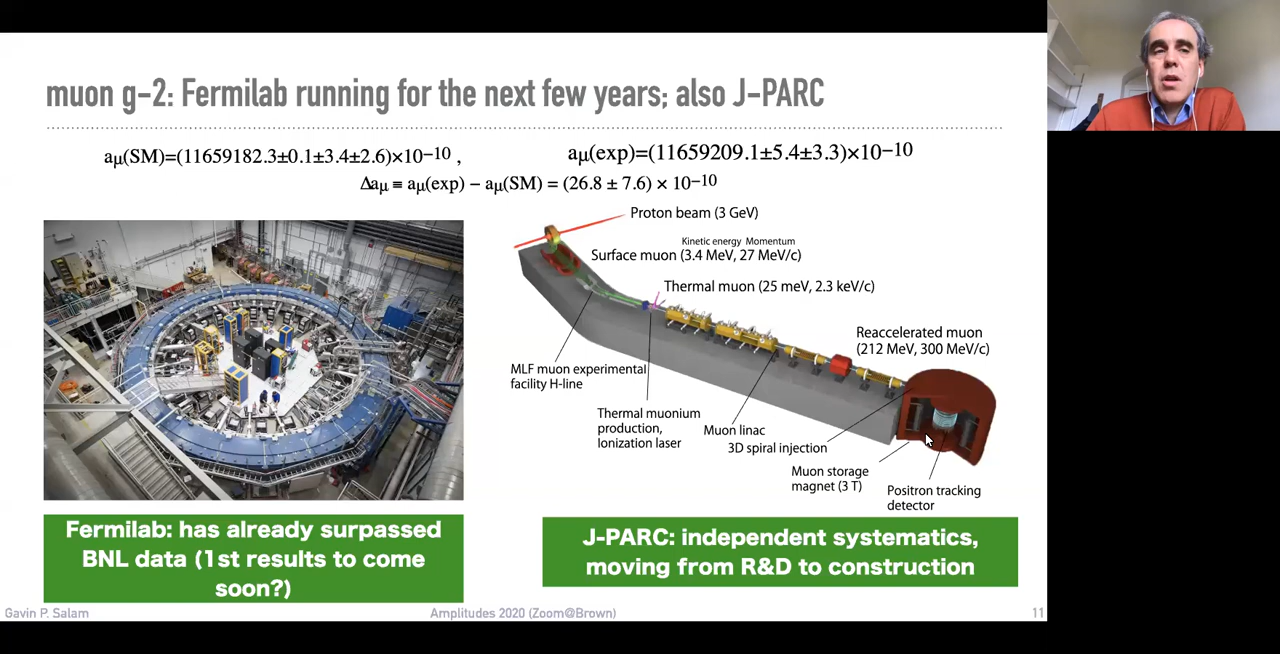 muon g-2: Fermilab running for the next few years; also J-PARC
aμ(SM)=(11659182.3±0.1±3.4±2.6)×10−10 ,
aμ(exp)=(11659209.1±5.4±3.3)×10−10
Δaμ ≡ aμ(exp) − aμ(SM) = (26.8 ± 7.6) × 10−10
Proton beam (3 GeV)
Kinetic energy Momentum
Surface muon (3.4 MeV, 27 MeV/c)
Thermal muon (25 meV, 2.3 keV/c)
Reaccelerated muon
(212 MeV, 300 MeV/c)
MLF muon experimental
facility H-line
Thermal muonium
production,
Ionization laser
Muon linac
3D spiral injection
Muon storage
magnet (3 T)
Positron tracking
detector
Fermilab: has already surpassed
BNL data (1st results to come
soon?)
J-PARC: independent systematics,
moving from R&D to construction
Gavin P. Salam
Amplitudes 2020 (Zoom@Brown)
11